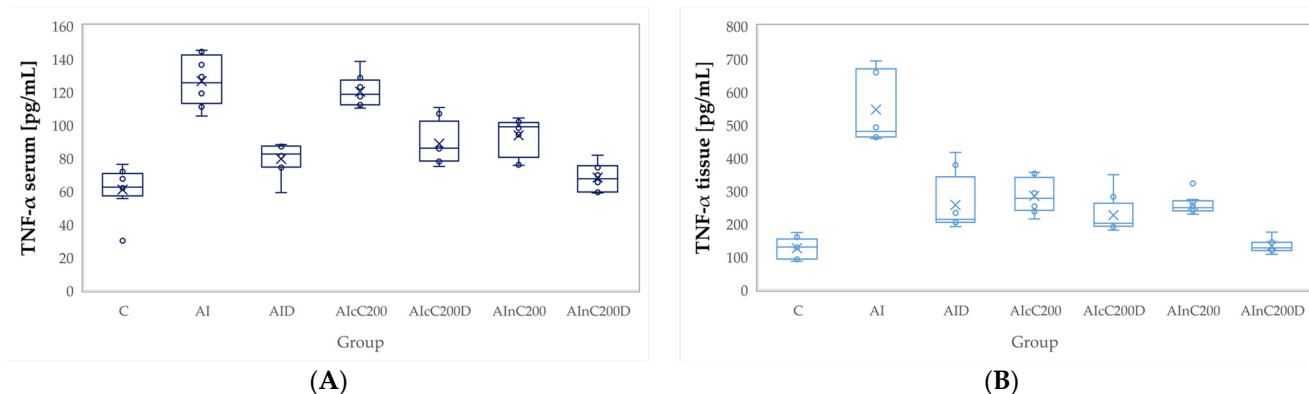 TNF-α serum [pg/mL]
160
140
120
100
80
60
40
20
0
C AI AID AIcC200 AIcC200D AInC200 AInC200D
Group
(A)
TNF-α tissue [pg/mL]
800
700
600
500
400
300
200
100
0
C AI AID AIcC200 AIcC200D AInC200 AInC200D
Group
(B)